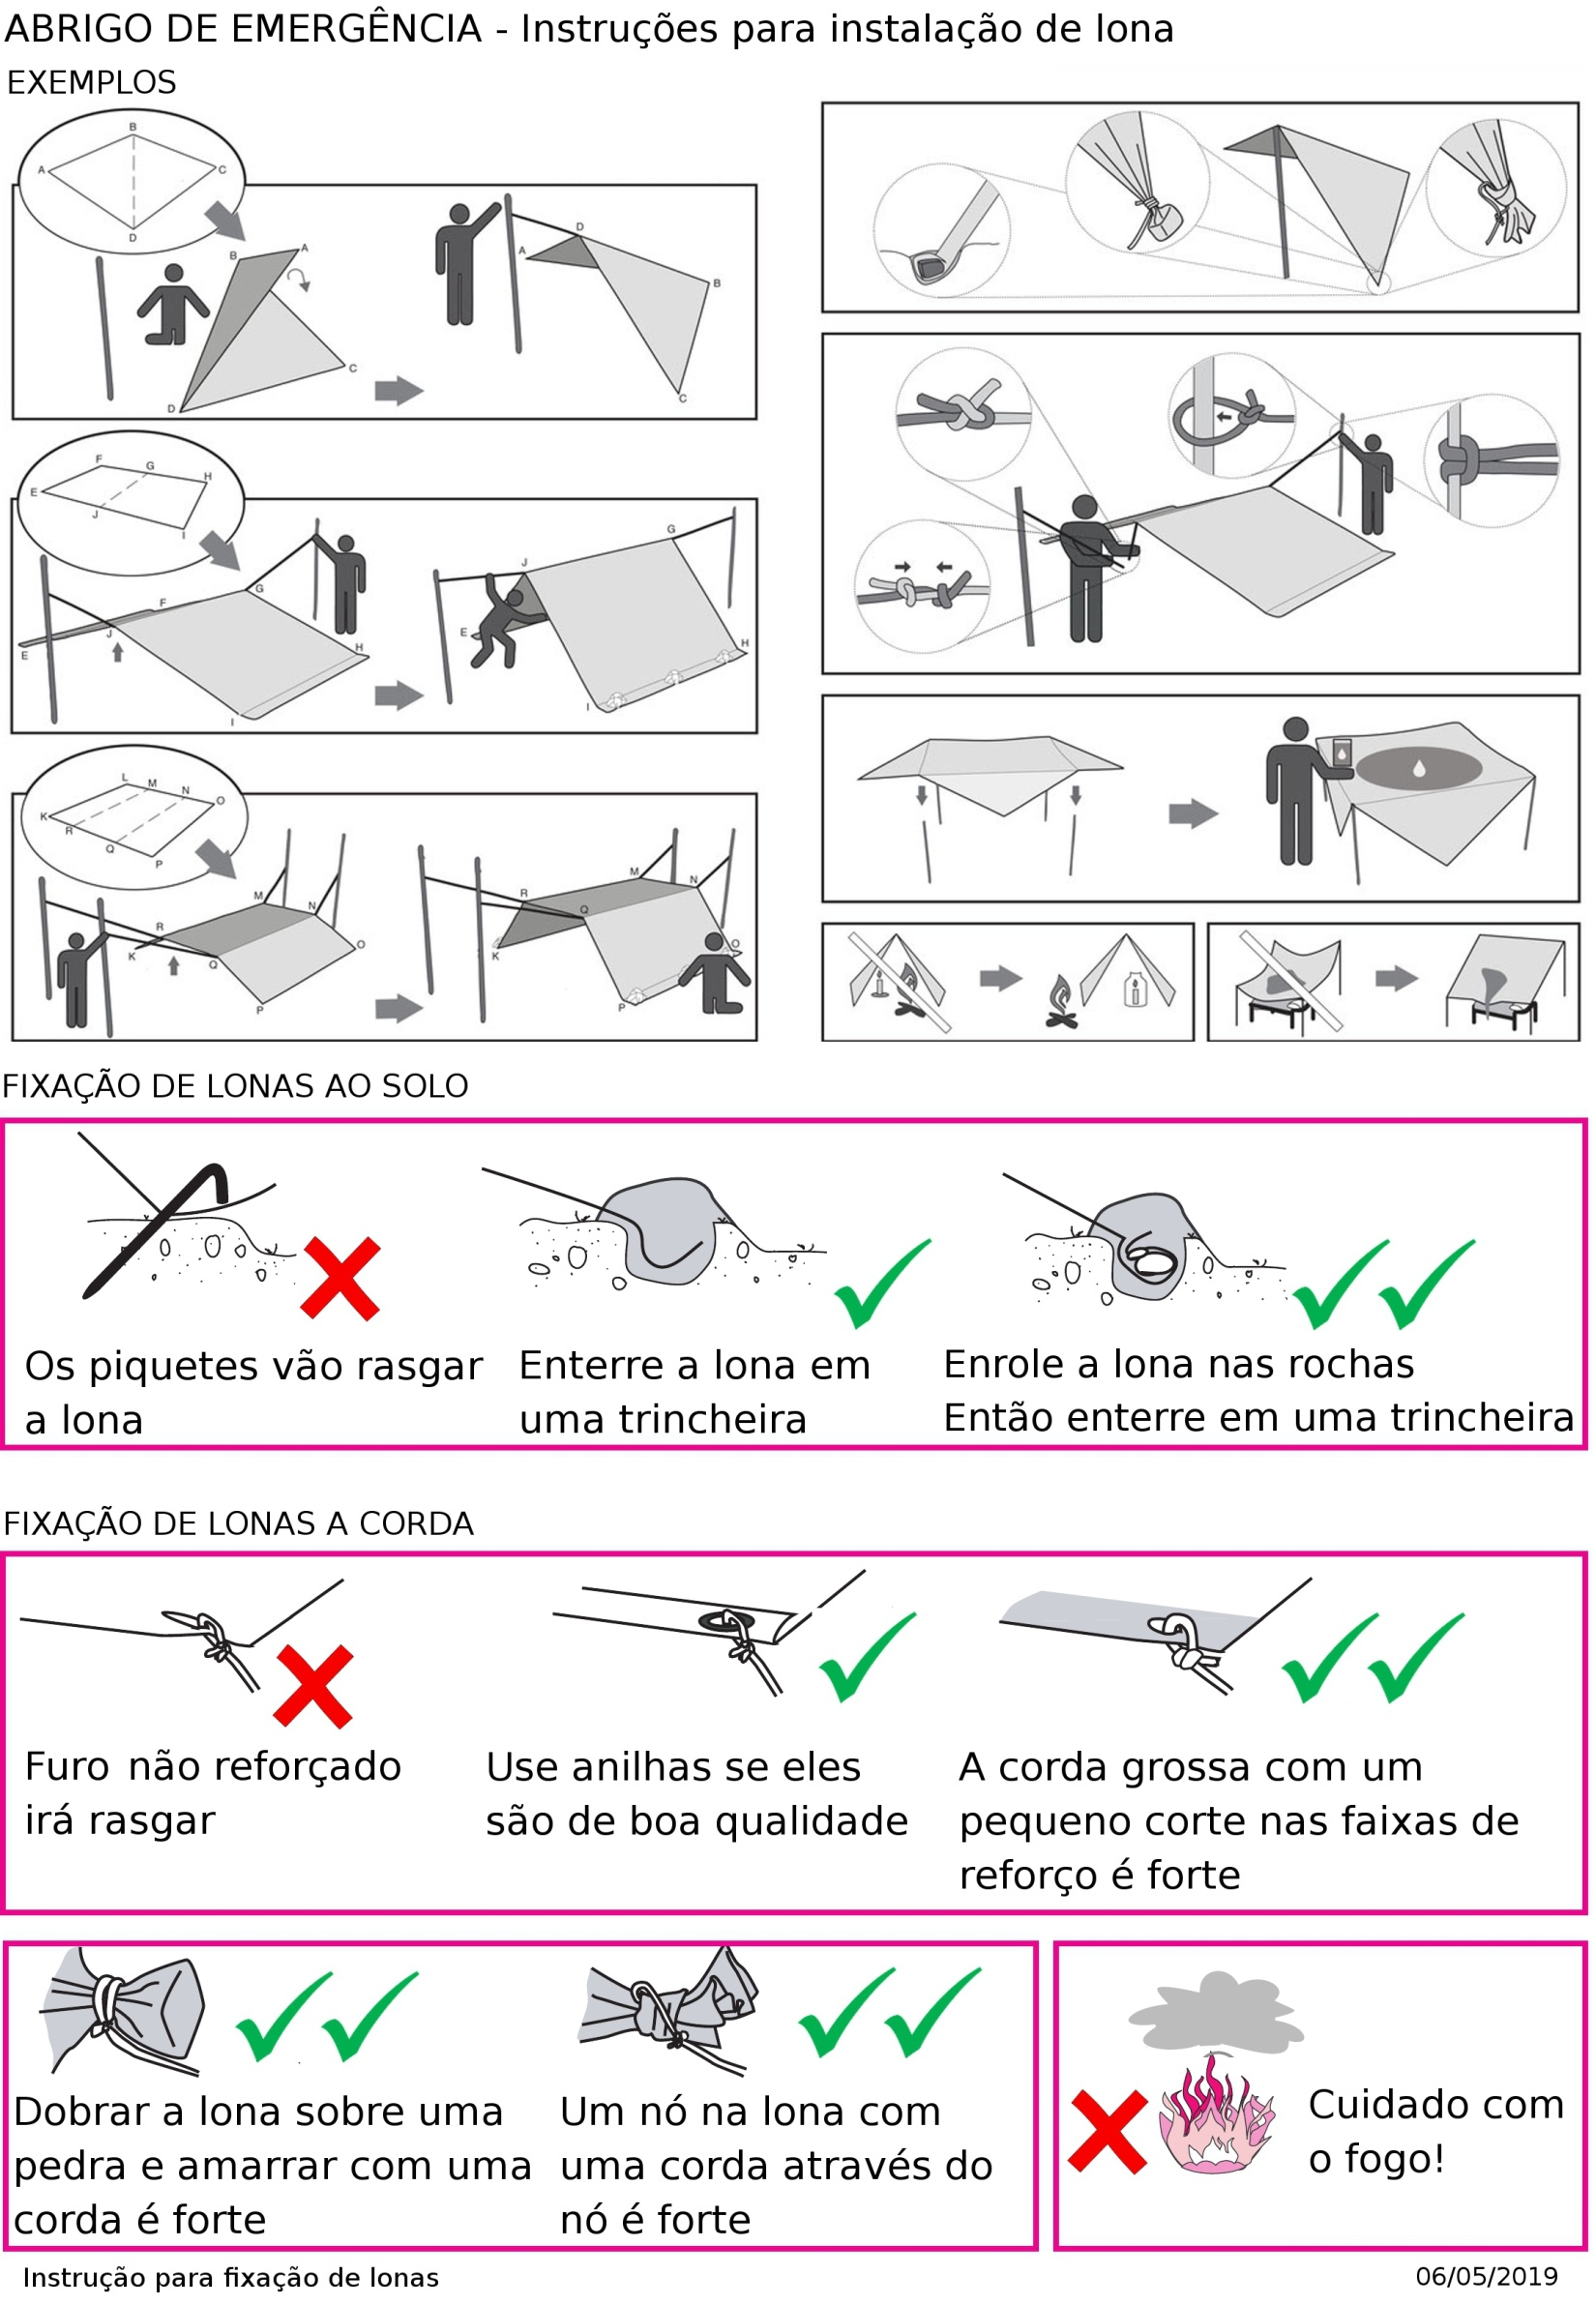 ABRIGO DE EMERGÊNCIA - Instruções para instalação de lona
EXEMPLOS
B
A
C
D
B
A
C
D
D
A
B
C
F
G
H
E
J
I
F
G
J
E
H
I
G
J
E
H
I
L
M
N
O
K
R
Q
P
M
N
R
K
Q
O
P
M
N
R
Q
K
O
P
FIXAÇÃO DE LONAS AO SOLO
Os piquetes vão rasgar
a lona
Enterre a lona em
uma trincheira
Enrole a lona nas rochas
Então enterre em uma trincheira
FIXAÇÃO DE LONAS A CORDA
Furo não reforçado
irá rasgar
Use anilhas se eles
são de boa qualidade
A corda grossa com um
pequeno corte nas faixas de
reforço é forte
Dobrar a lona sobre uma
pedra e amarrar com uma
corda é forte
Um nó na lona com
uma corda através do
nó é forte
Cuidado com
o fogo!
Instrução para fixação de lonas
06/05/2019